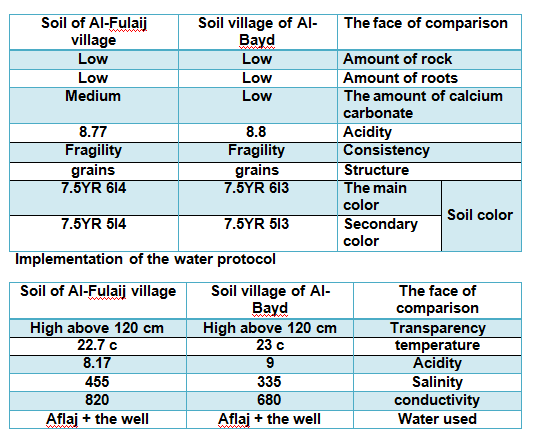 Soil of Al-Fulaij village Soil village of Al-Bayd The face of comparison
Low Low Amount of rock
Low Low Amount of roots
Medium Low The amount of calcium carbonate
8.77 8.8 Acidity
Fragility Fragility Consistency
grains grains Structure
7.5YR 6I4 7.5YR 6I3 The main color Soil color
7.5YR 5I4 7.5YR 5I3 Secondary color
Implementation of the water protocol
Soil of Al-Fulaij village Soil village of Al-Bayd The face of comparison
High above 120 cm High above 120 cm Transparency
22.7 c 23 c temperature
8.17 9 Acidity
455 335 Salinity
820 680 conductivity
Aflaj + the well Aflaj + the well Water used